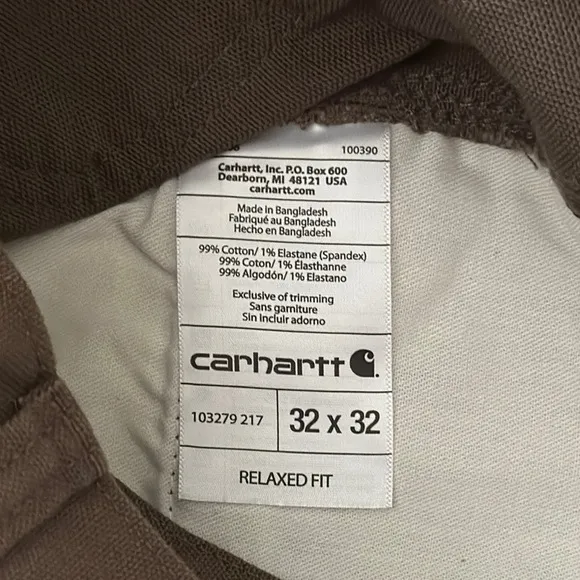 100390
Carhartt, Inc. P.O. Box 600
Dearborn, MI 48121 USA
carhartt.com
Made in Bangladesh
Fabriqué au Bangladesh
Hecho en Bangladesh
99% Cotton/ 1% Elastane (Spandex)
99% Coton/ 1% Élasthanne
99% Algodón/ 1% Elastano
Exclusive of trimming
Sans garniture
Sin incluir adorno
carhartt
103279 217
32 x 32
RELAXED FIT